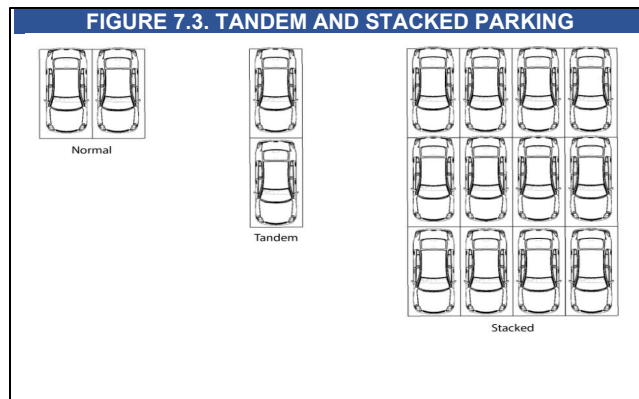 FIGURE 7.3. TANDEM AND STACKED PARKING
Normal
Tandem
Stacked